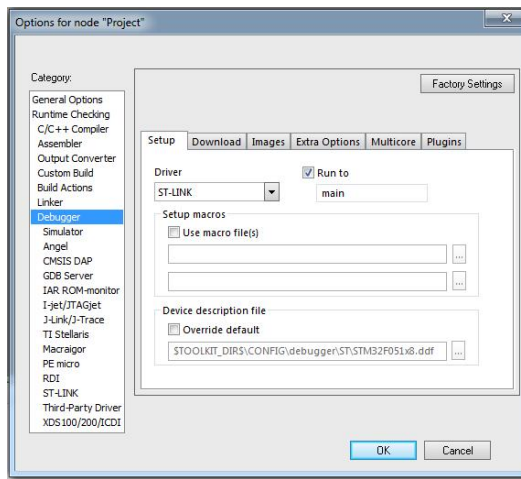 Options for node "Project"
Category:
General Options
Runtime Checking
C/C++ Compiler
Assembler
Output Converter
Custom Build
Build Actions
Linker
Debugger
Simulator
Angel
CMSIS DAP
GDB Server
IAR ROM-monitor
I-jet/JTAGjet
J-Link/J-Trace
TI Stellaris
Macraigor
PE micro
RDI
ST-LINK
Third-Party Driver
XDS100/200/ICDI
Factory Settings
Setup Download Images Extra Options Multicore Plugins
Driver Run to
ST-LINK main
Setup macros
Use macro file(s)
...
...
Device description file
Override default
$TOOLKIT_DIR$\CONFIG\debugger\ST\STM32F051x8.ddf ...
OK Cancel